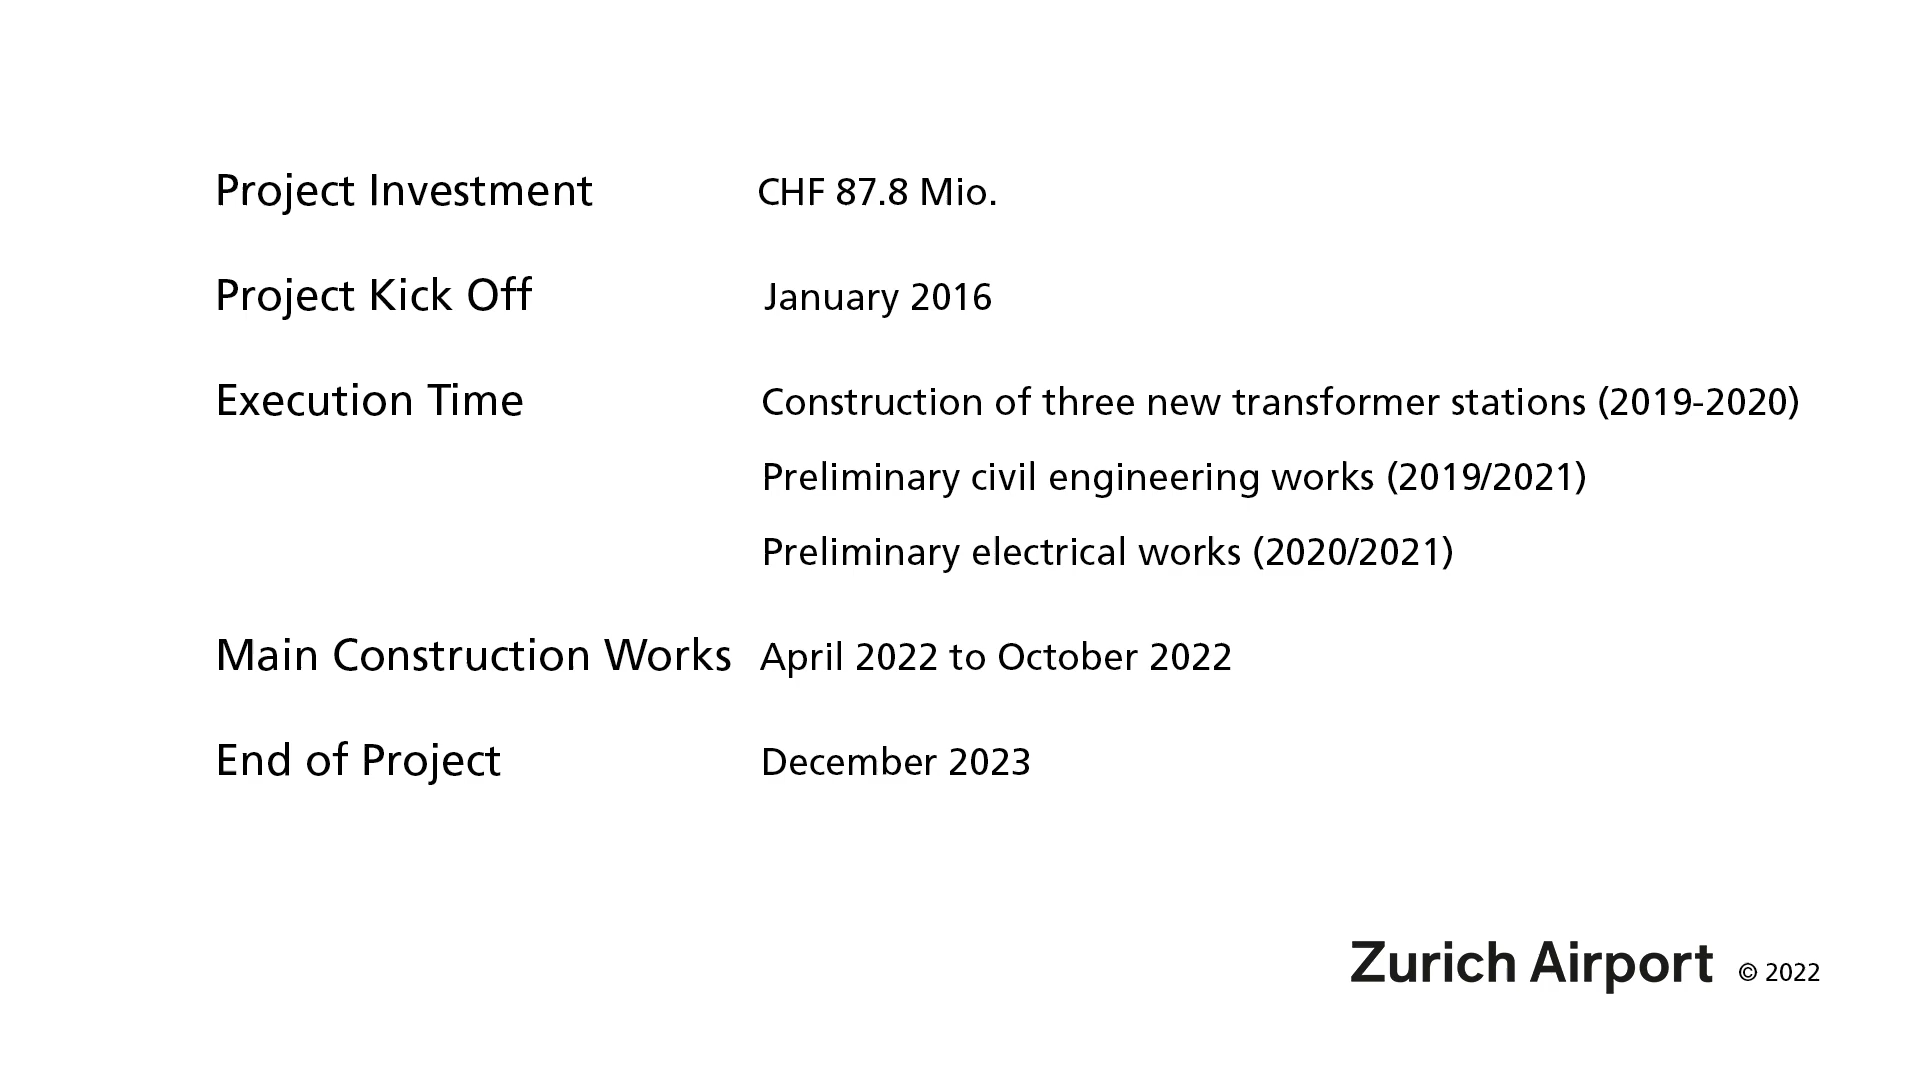 Project Investment CHF 87.8 Mio.
Project Kick Off January 2016
Execution Time Construction of three new transformer stations (2019-2020)
Preliminary civil engineering works (2019/2021)
Preliminary electrical works (2020/2021)
Main Construction Works April 2022 to October 2022
End of Project December 2023
Zurich Airport © 2022